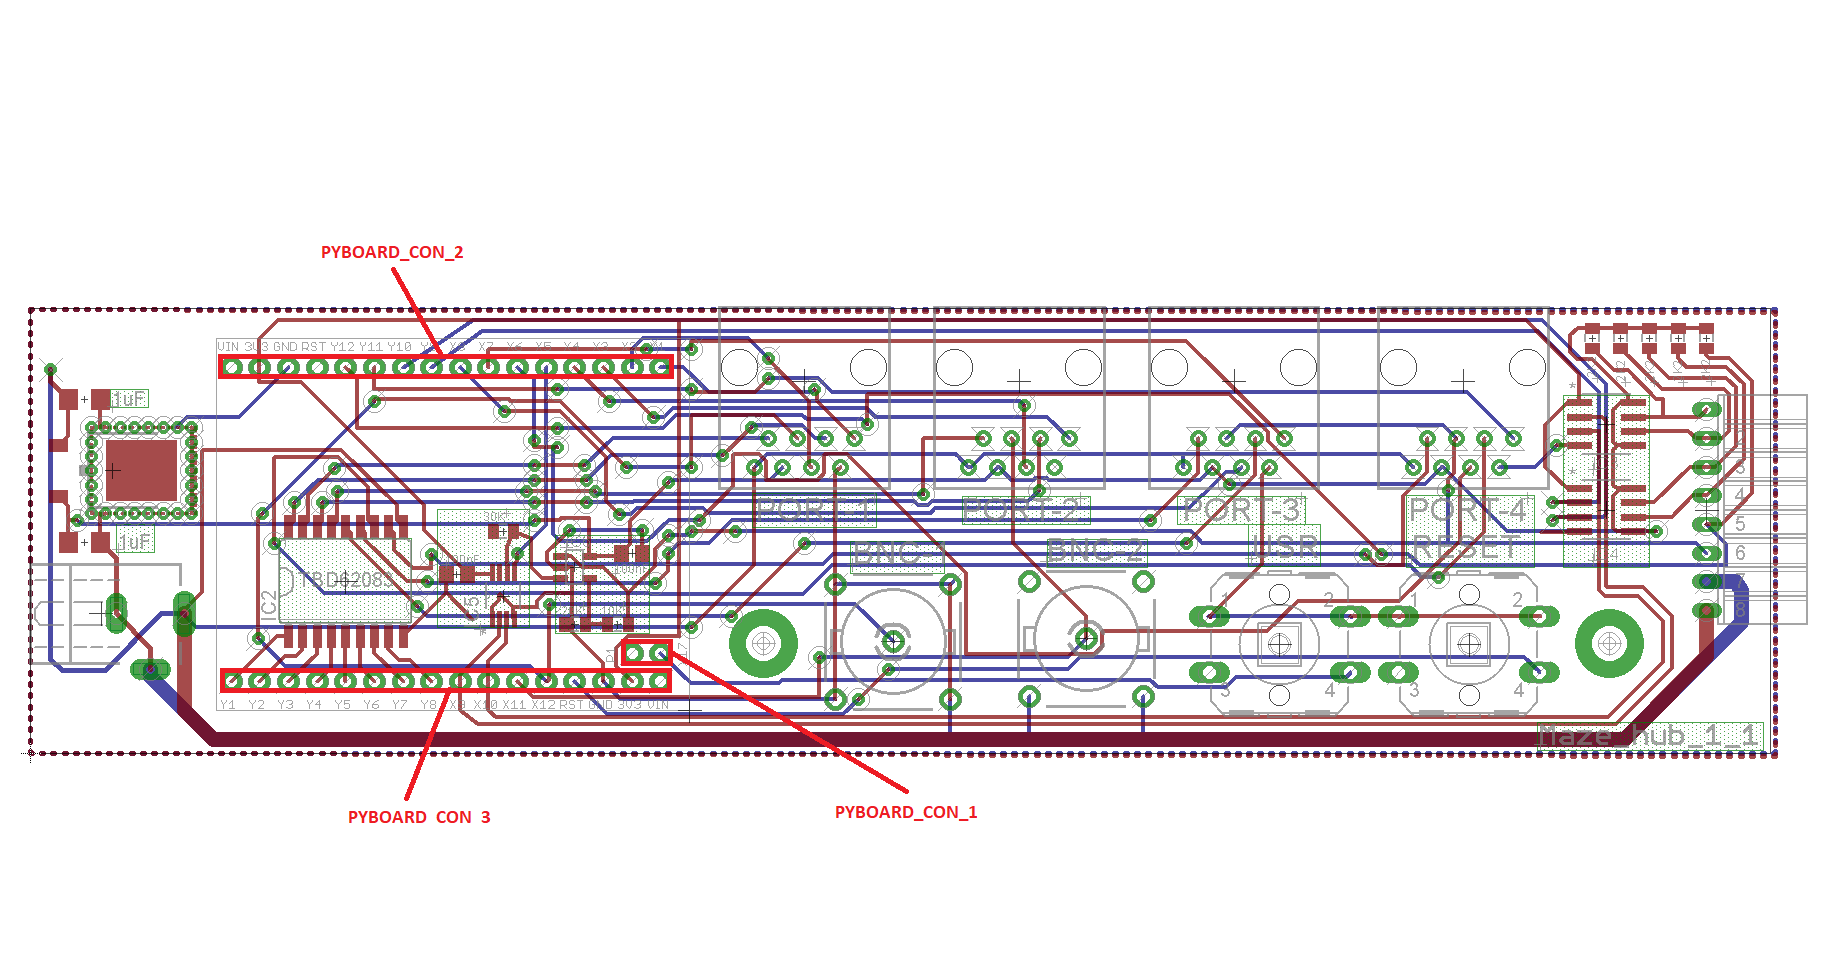 PYBOARD_CON_2
VIN 3V3 GND RST Y12 Y11 Y10
1uF
1uF
PORT-1
PORT-2
PORT-3
PORT-4
BNC-1
BNC-2
USR
RESET
TBD62083
IC2
1
2
3
4
1
2
3
4
4
5
6
7
8
Y1 Y2 Y3 Y4 Y5 Y6 Y7 Y8 X9 X10 X11 X12 RST GND 3V3 VIN
Maze_hub_1_1
PYBOARD CON 3
PYBOARD_CON_1